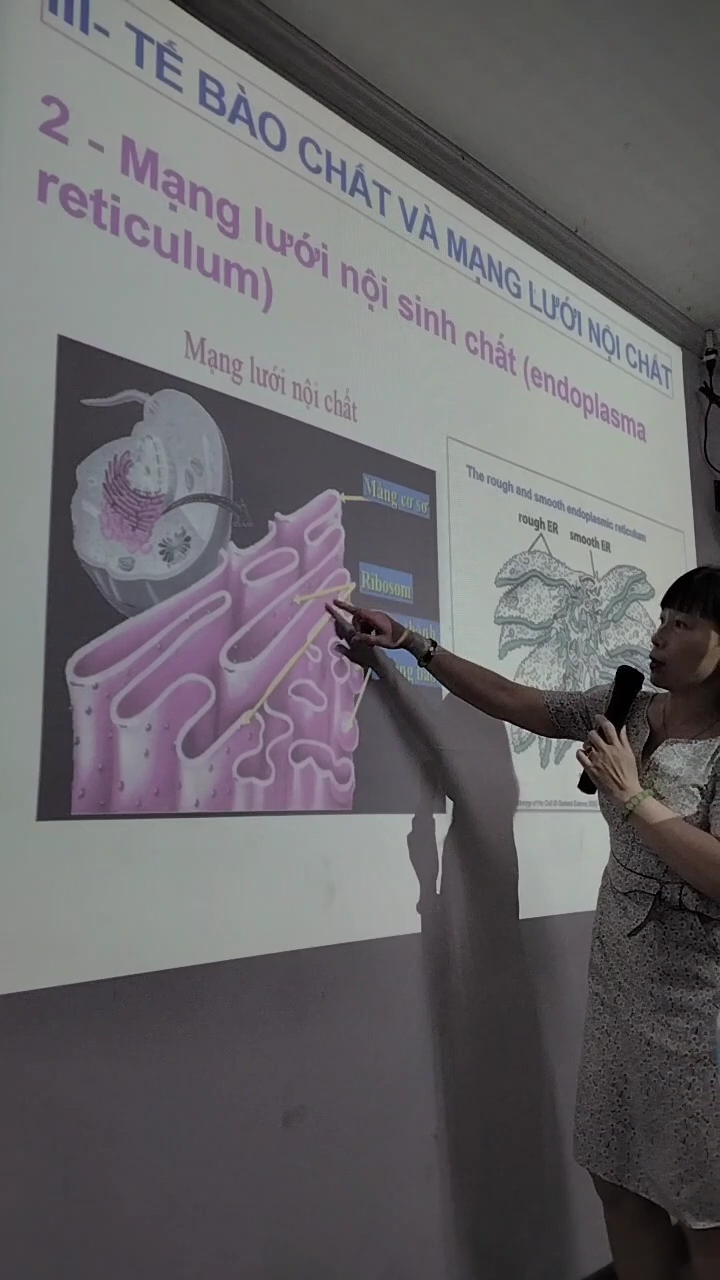 III- TẾ BÀO CHẤT VÀ MẠNG LƯỚI NỘI CHẤT
2 - Mạng lưới nội sinh chất (endoplasma
reticulum)
Mạng lưới nội chất
Màng cơ sở
Ribosom
The rough and smooth endoplasmic reticulum
rough ER smooth ER